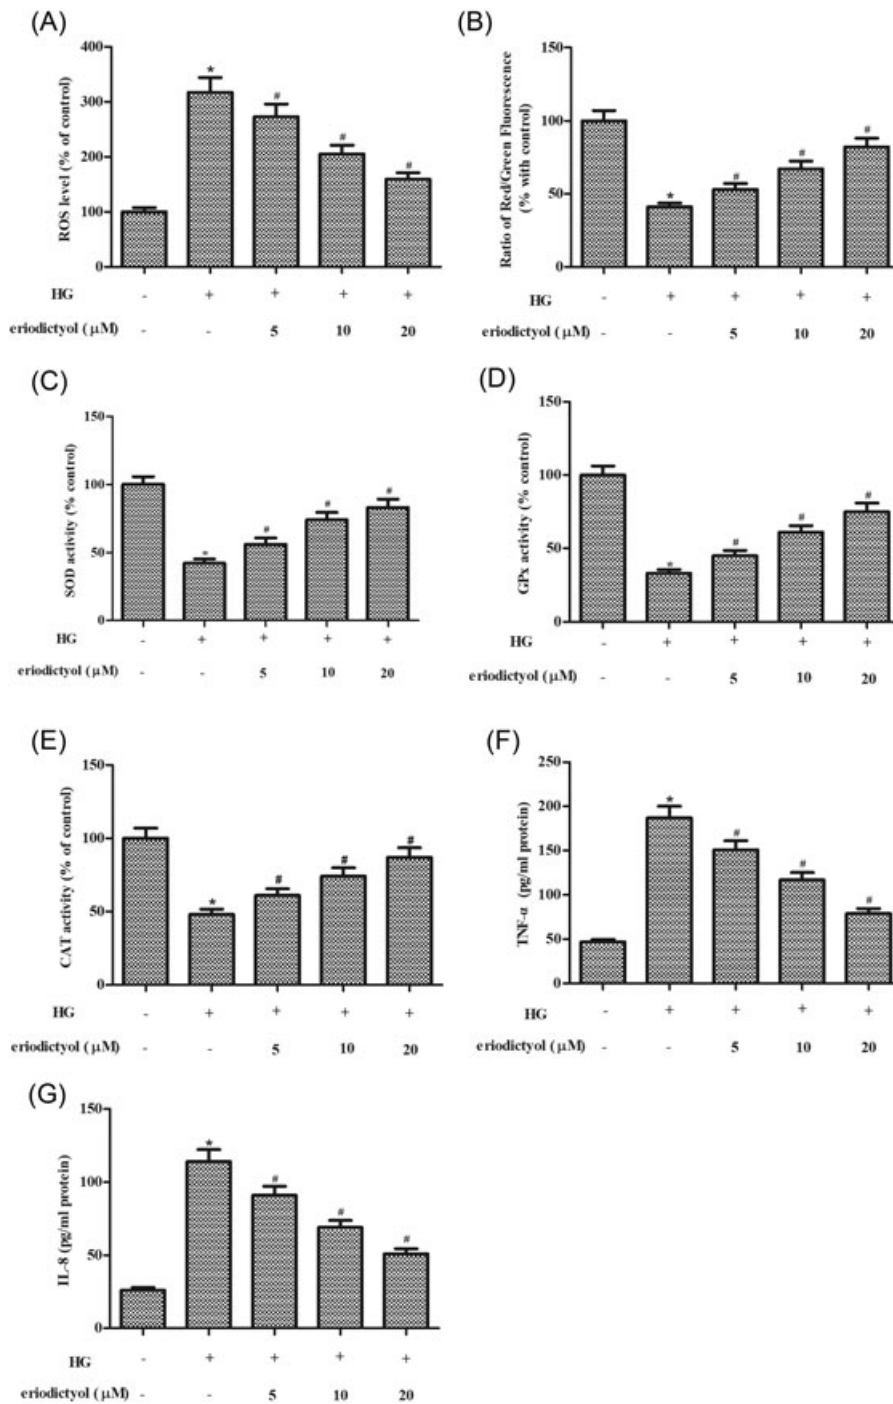 (A)
400
300
200
100
0
ROS level (% of control)
* # # #
HG - + + + +
eriodictyol (μM) - - 5 10 20
(B)
150
100
50
0
Ratio of Red/Green Fluorescence
(% with control)
* # # #
HG - + + + +
eriodictyol (μM) - - 5 10 20
(C)
150
100
50
0
SOD activity (% control)
* # # #
HG - + + + +
eriodictyol (μM) - - 5 10 20
(D)
150
100
50
0
GPx activity (% control)
* # # #
HG - + + + +
eriodictyol (μM) - - 5 10 20
(E)
150
100
50
0
CAT activity (% of control)
* # # #
HG - + + + +
eriodictyol (μM) - - 5 10 20
(F)
250
200
150
100
50
0
TNF-α (pg/ml protein)
* # # #
HG - + + + +
eriodictyol (μM) - - 5 10 20
(G)
150
100
50
0
IL-8 (pg/ml protein)
* # # #
HG - + + + +
eriodictyol (μM) - - 5 10 20